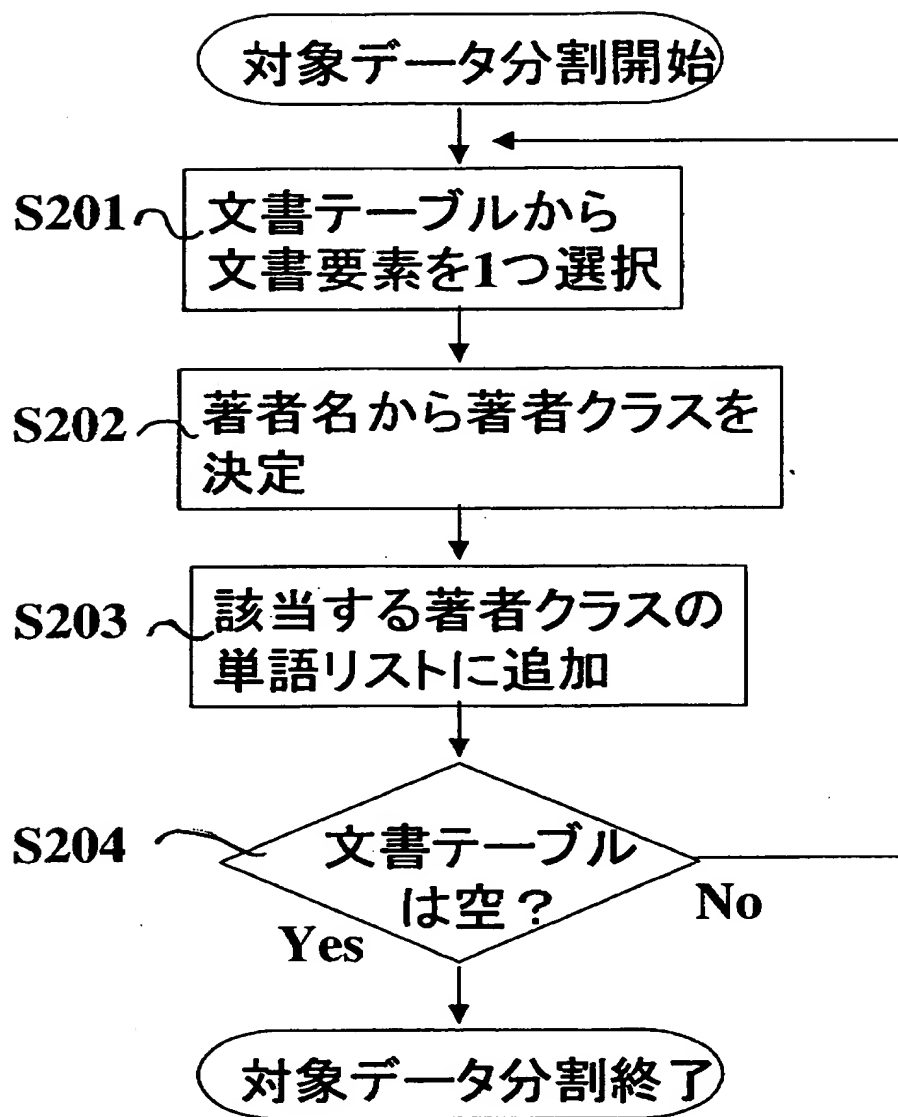 対象データ分割開始
S201
文書テーブルから
文書要素を1つ選択
S202
著者名から著者クラスを
決定
S203
該当する著者クラスの
単語リストに追加
S204
文書テーブル
は空？
No
Yes
対象データ分割終了